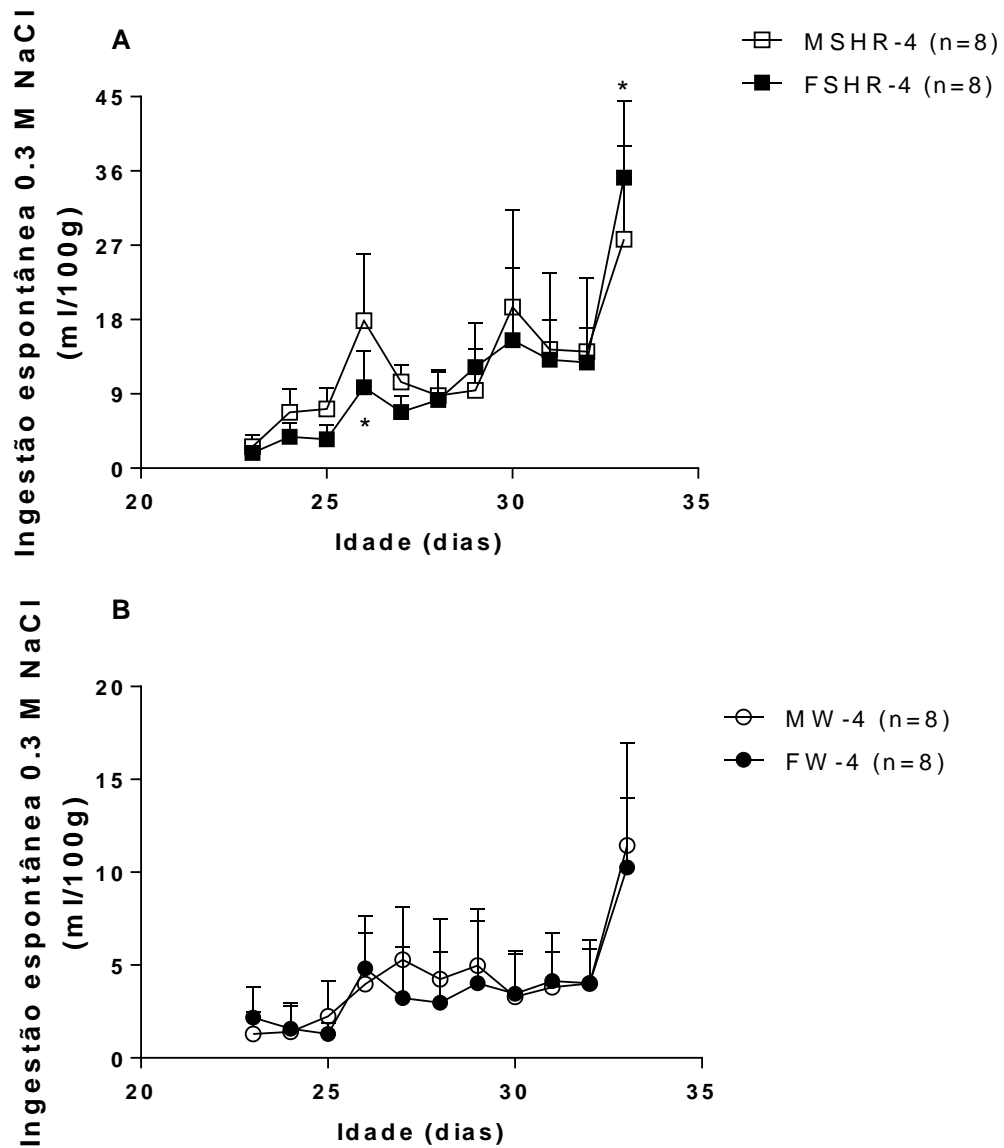 A
MSHR-4 (n=8)
FSHR-4 (n=8)
Ingestão espontânea 0.3 M NaCl
(ml/100g)
45
36
27
18
9
0
*
*
20
25
30
35
Idade (dias)
B
MW-4 (n=8)
FW-4 (n=8)
Ingestão espontânea 0.3 M NaCl
(ml/100g)
20
15
10
5
0
20
25
30
35
Idade (dias)